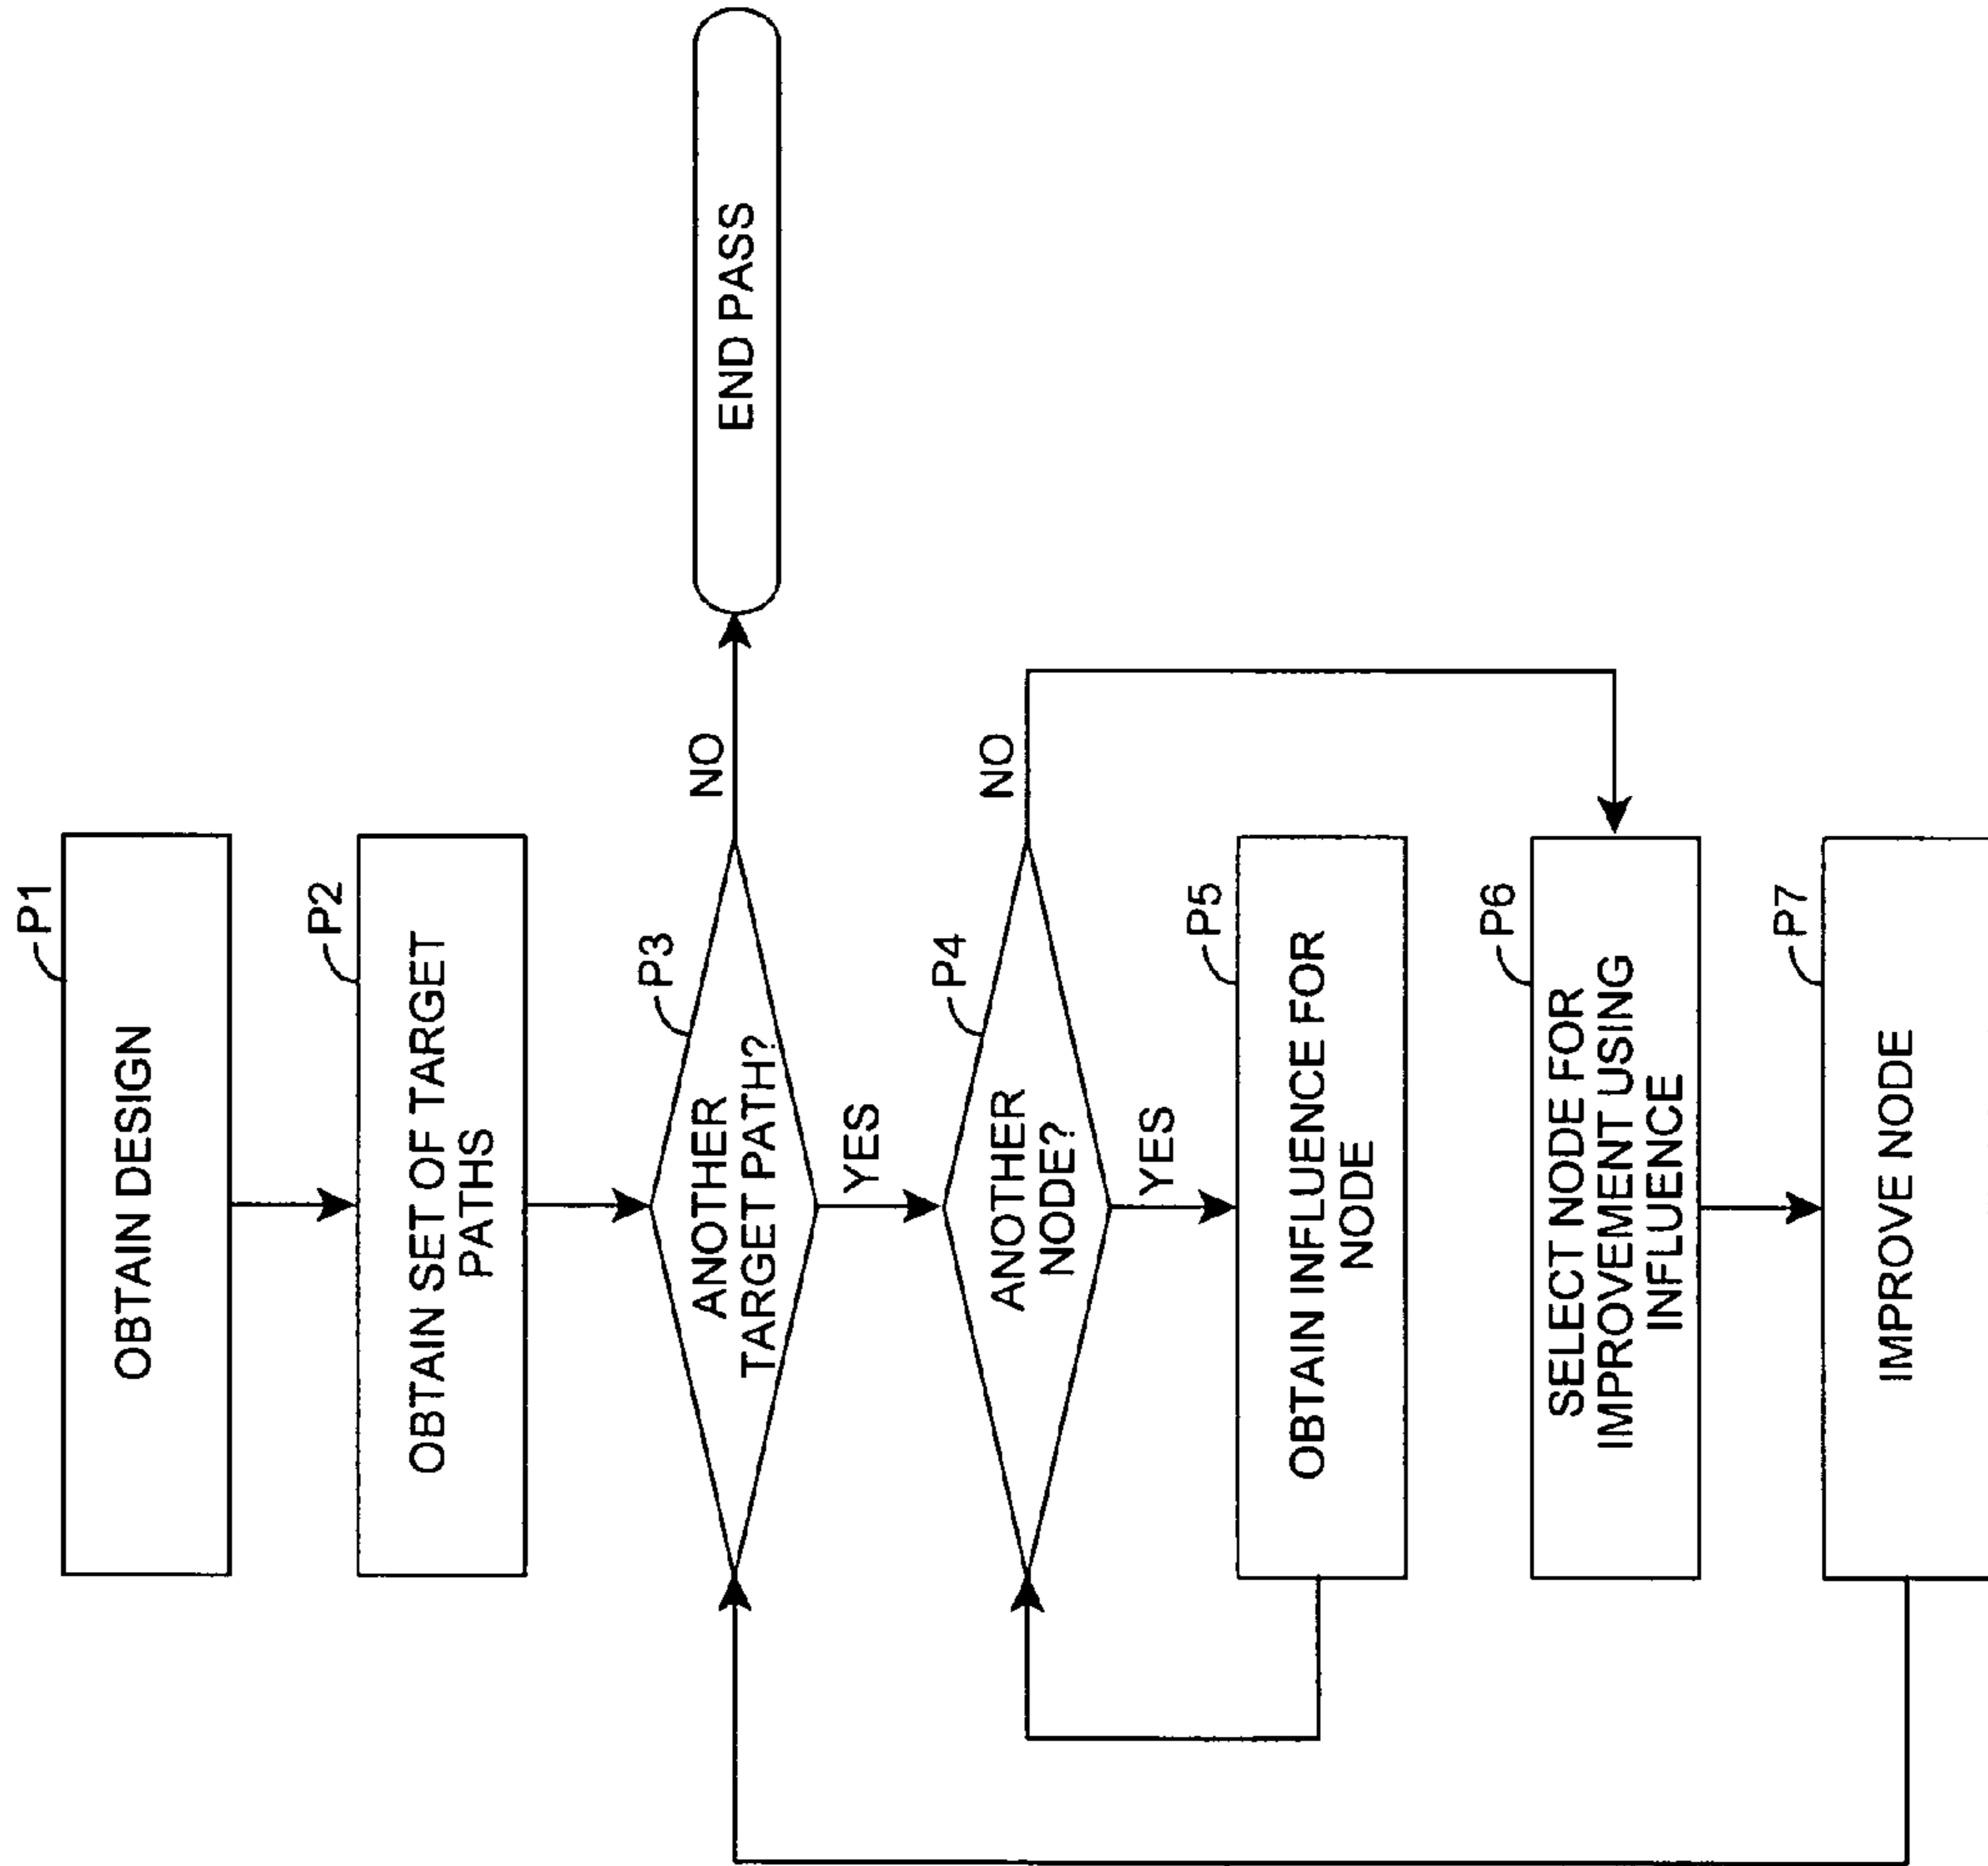 P1
OBTAIN DESIGN
P2
OBTAIN SET OF TARGET
PATHS
P3
ANOTHER
TARGET PATH?
NO
END PASS
YES
P4
ANOTHER
NODE?
NO
YES
P5
OBTAIN INFLUENCE FOR
NODE
P6
SELECT NODE FOR
IMPROVEMENT USING
INFLUENCE
P7
IMPROVE NODE